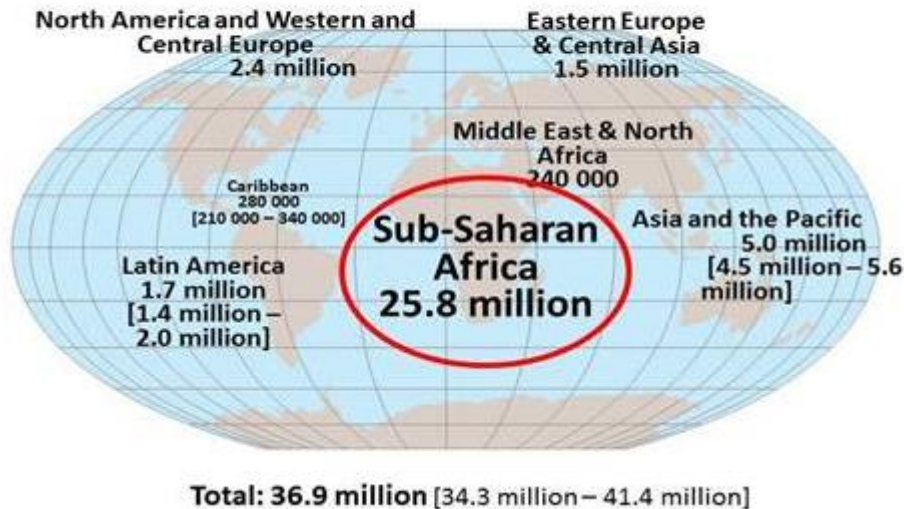 North America and Western and
Central Europe
2.4 million
Eastern Europe
& Central Asia
1.5 million
Middle East & North
Africa
240 000
Caribbean
280 000
[210 000 – 340 000]
Sub-Saharan
Africa
25.8 million
Asia and the Pacific
5.0 million
[4.5 million – 5.6
million]
Latin America
1.7 million
[1.4 million –
2.0 million]
Total: 36.9 million [34.3 million – 41.4 million]